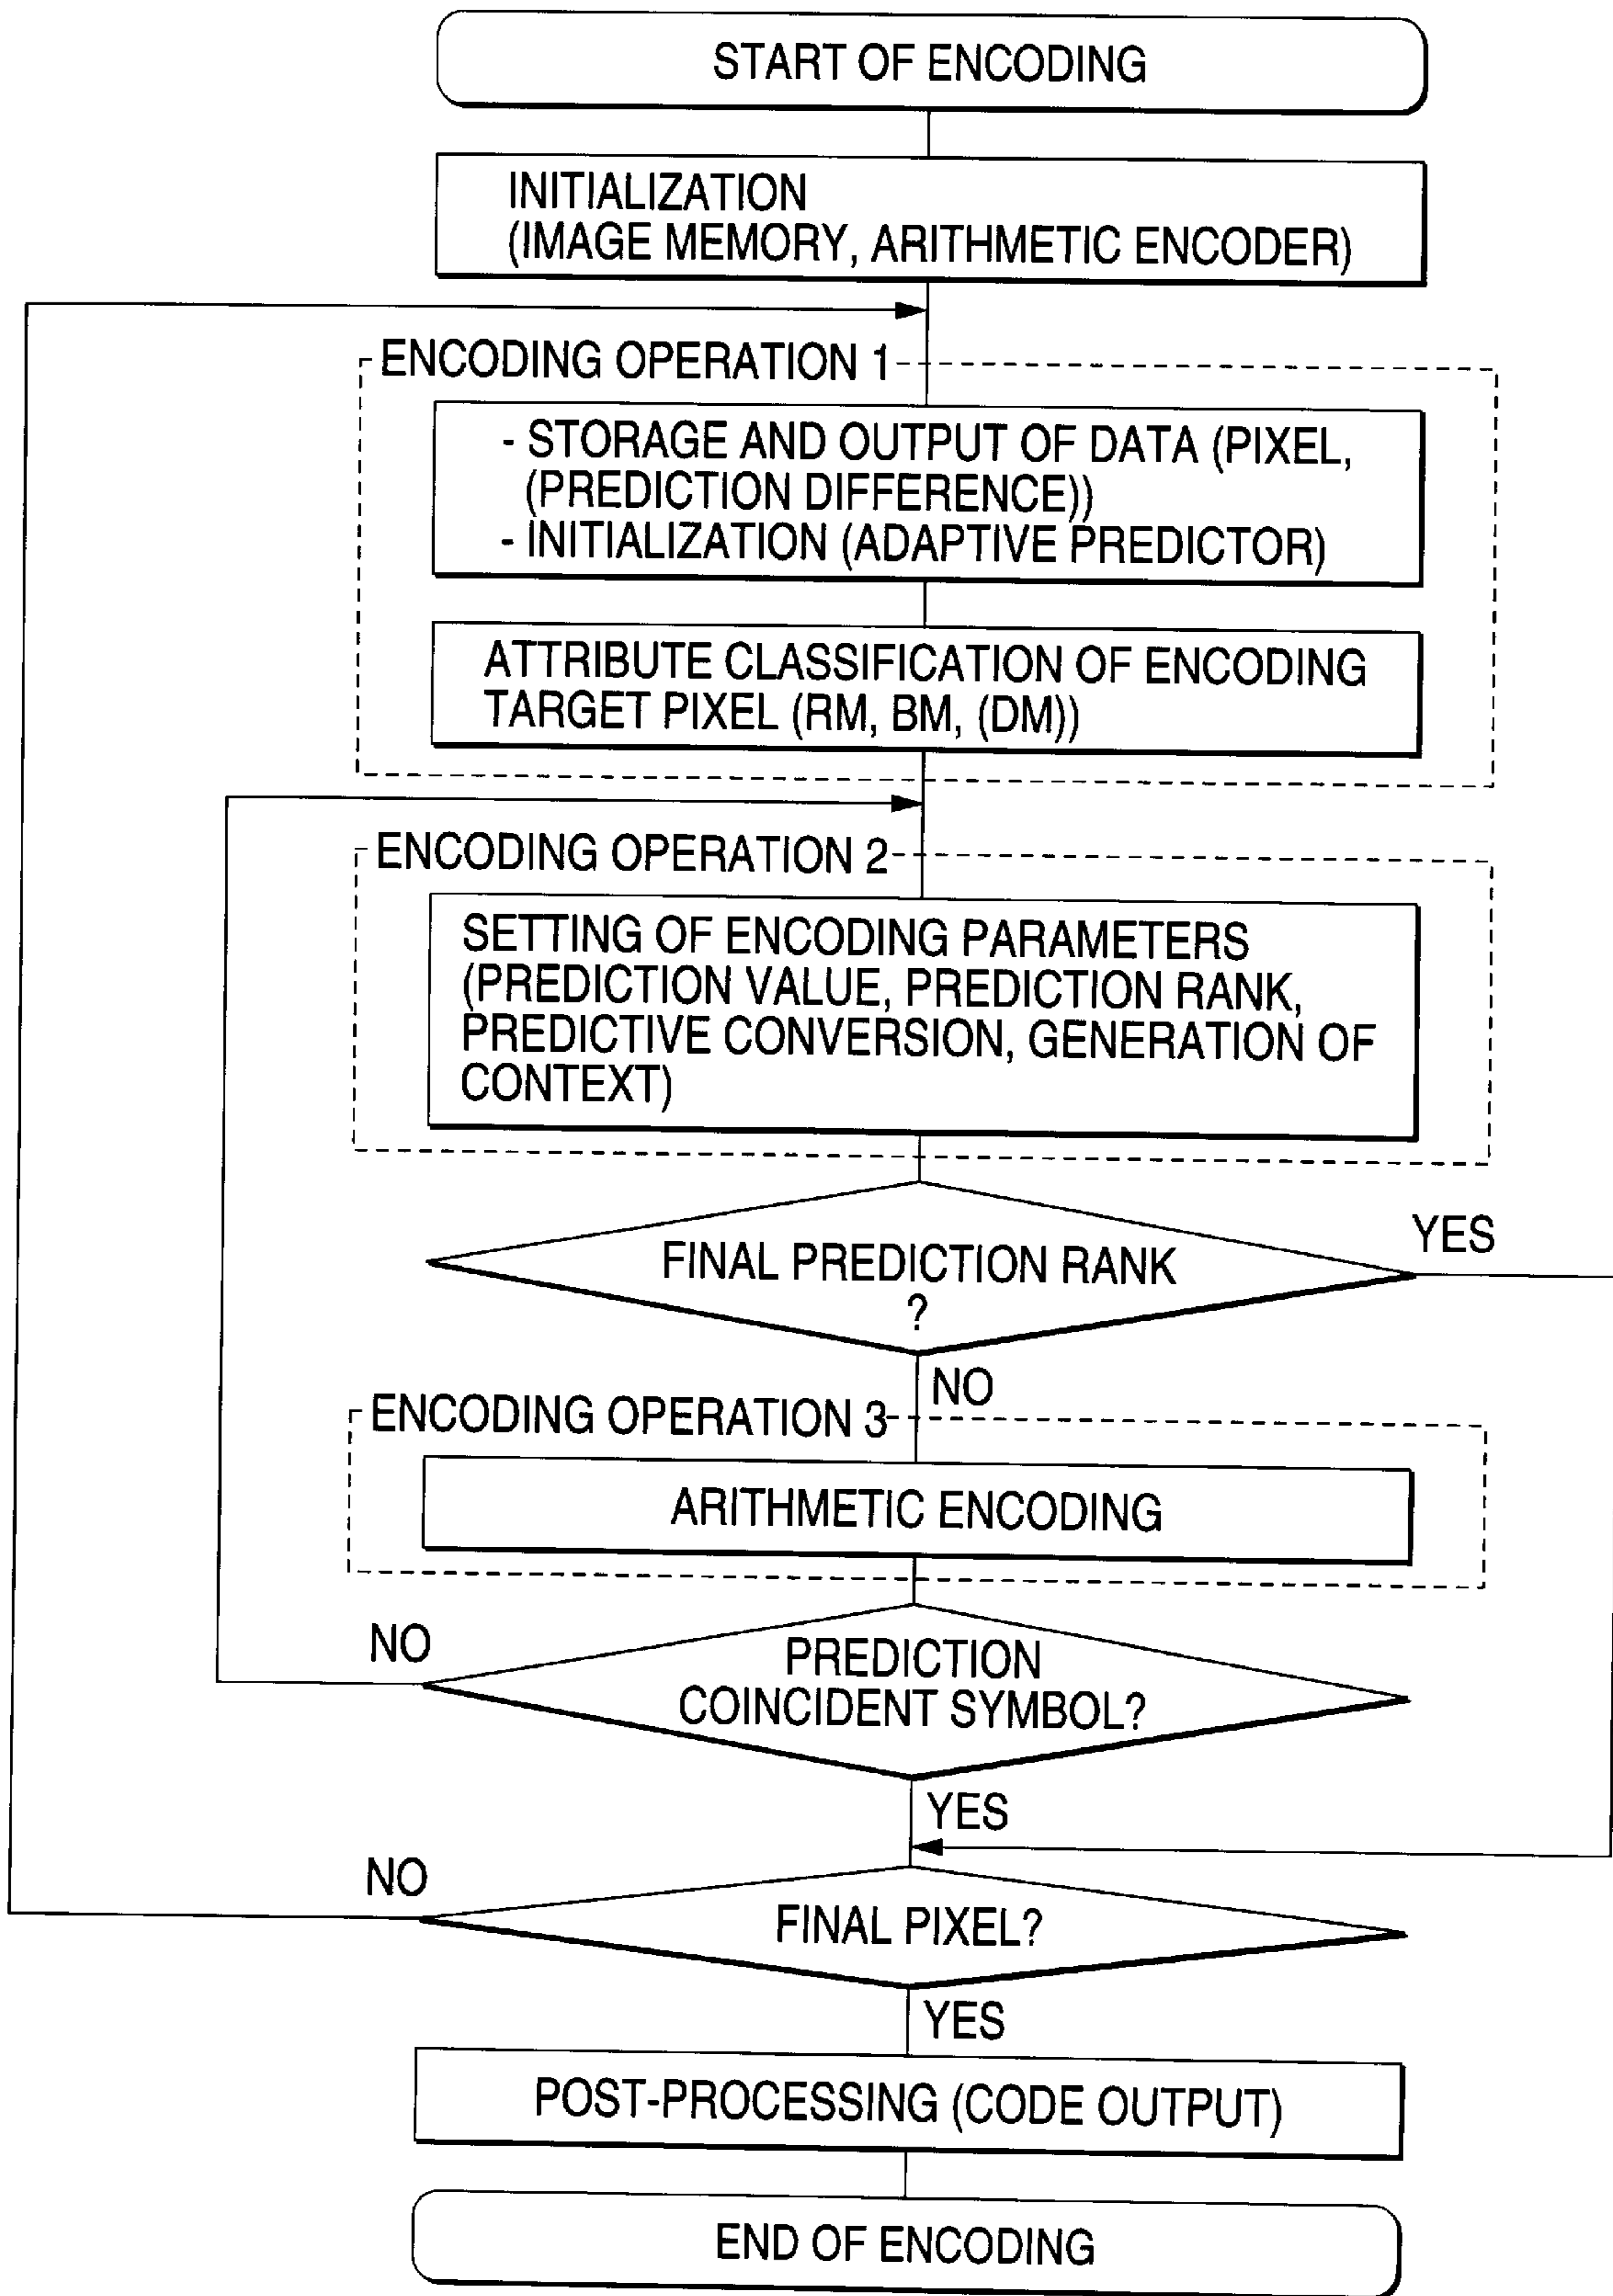 START OF ENCODING
INITIALIZATION
(IMAGE MEMORY, ARITHMETIC ENCODER)
ENCODING OPERATION 1
- STORAGE AND OUTPUT OF DATA (PIXEL,
(PREDICTION DIFFERENCE))
- INITIALIZATION (ADAPTIVE PREDICTOR)
ATTRIBUTE CLASSIFICATION OF ENCODING
TARGET PIXEL (RM, BM, (DM))
ENCODING OPERATION 2
SETTING OF ENCODING PARAMETERS
(PREDICTION VALUE, PREDICTION RANK,
PREDICTIVE CONVERSION, GENERATION OF
CONTEXT)
YES
FINAL PREDICTION RANK
?
NO
ENCODING OPERATION 3
ARITHMETIC ENCODING
NO
PREDICTION
COINCIDENT SYMBOL?
YES
NO
FINAL PIXEL?
YES
POST-PROCESSING (CODE OUTPUT)
END OF ENCODING